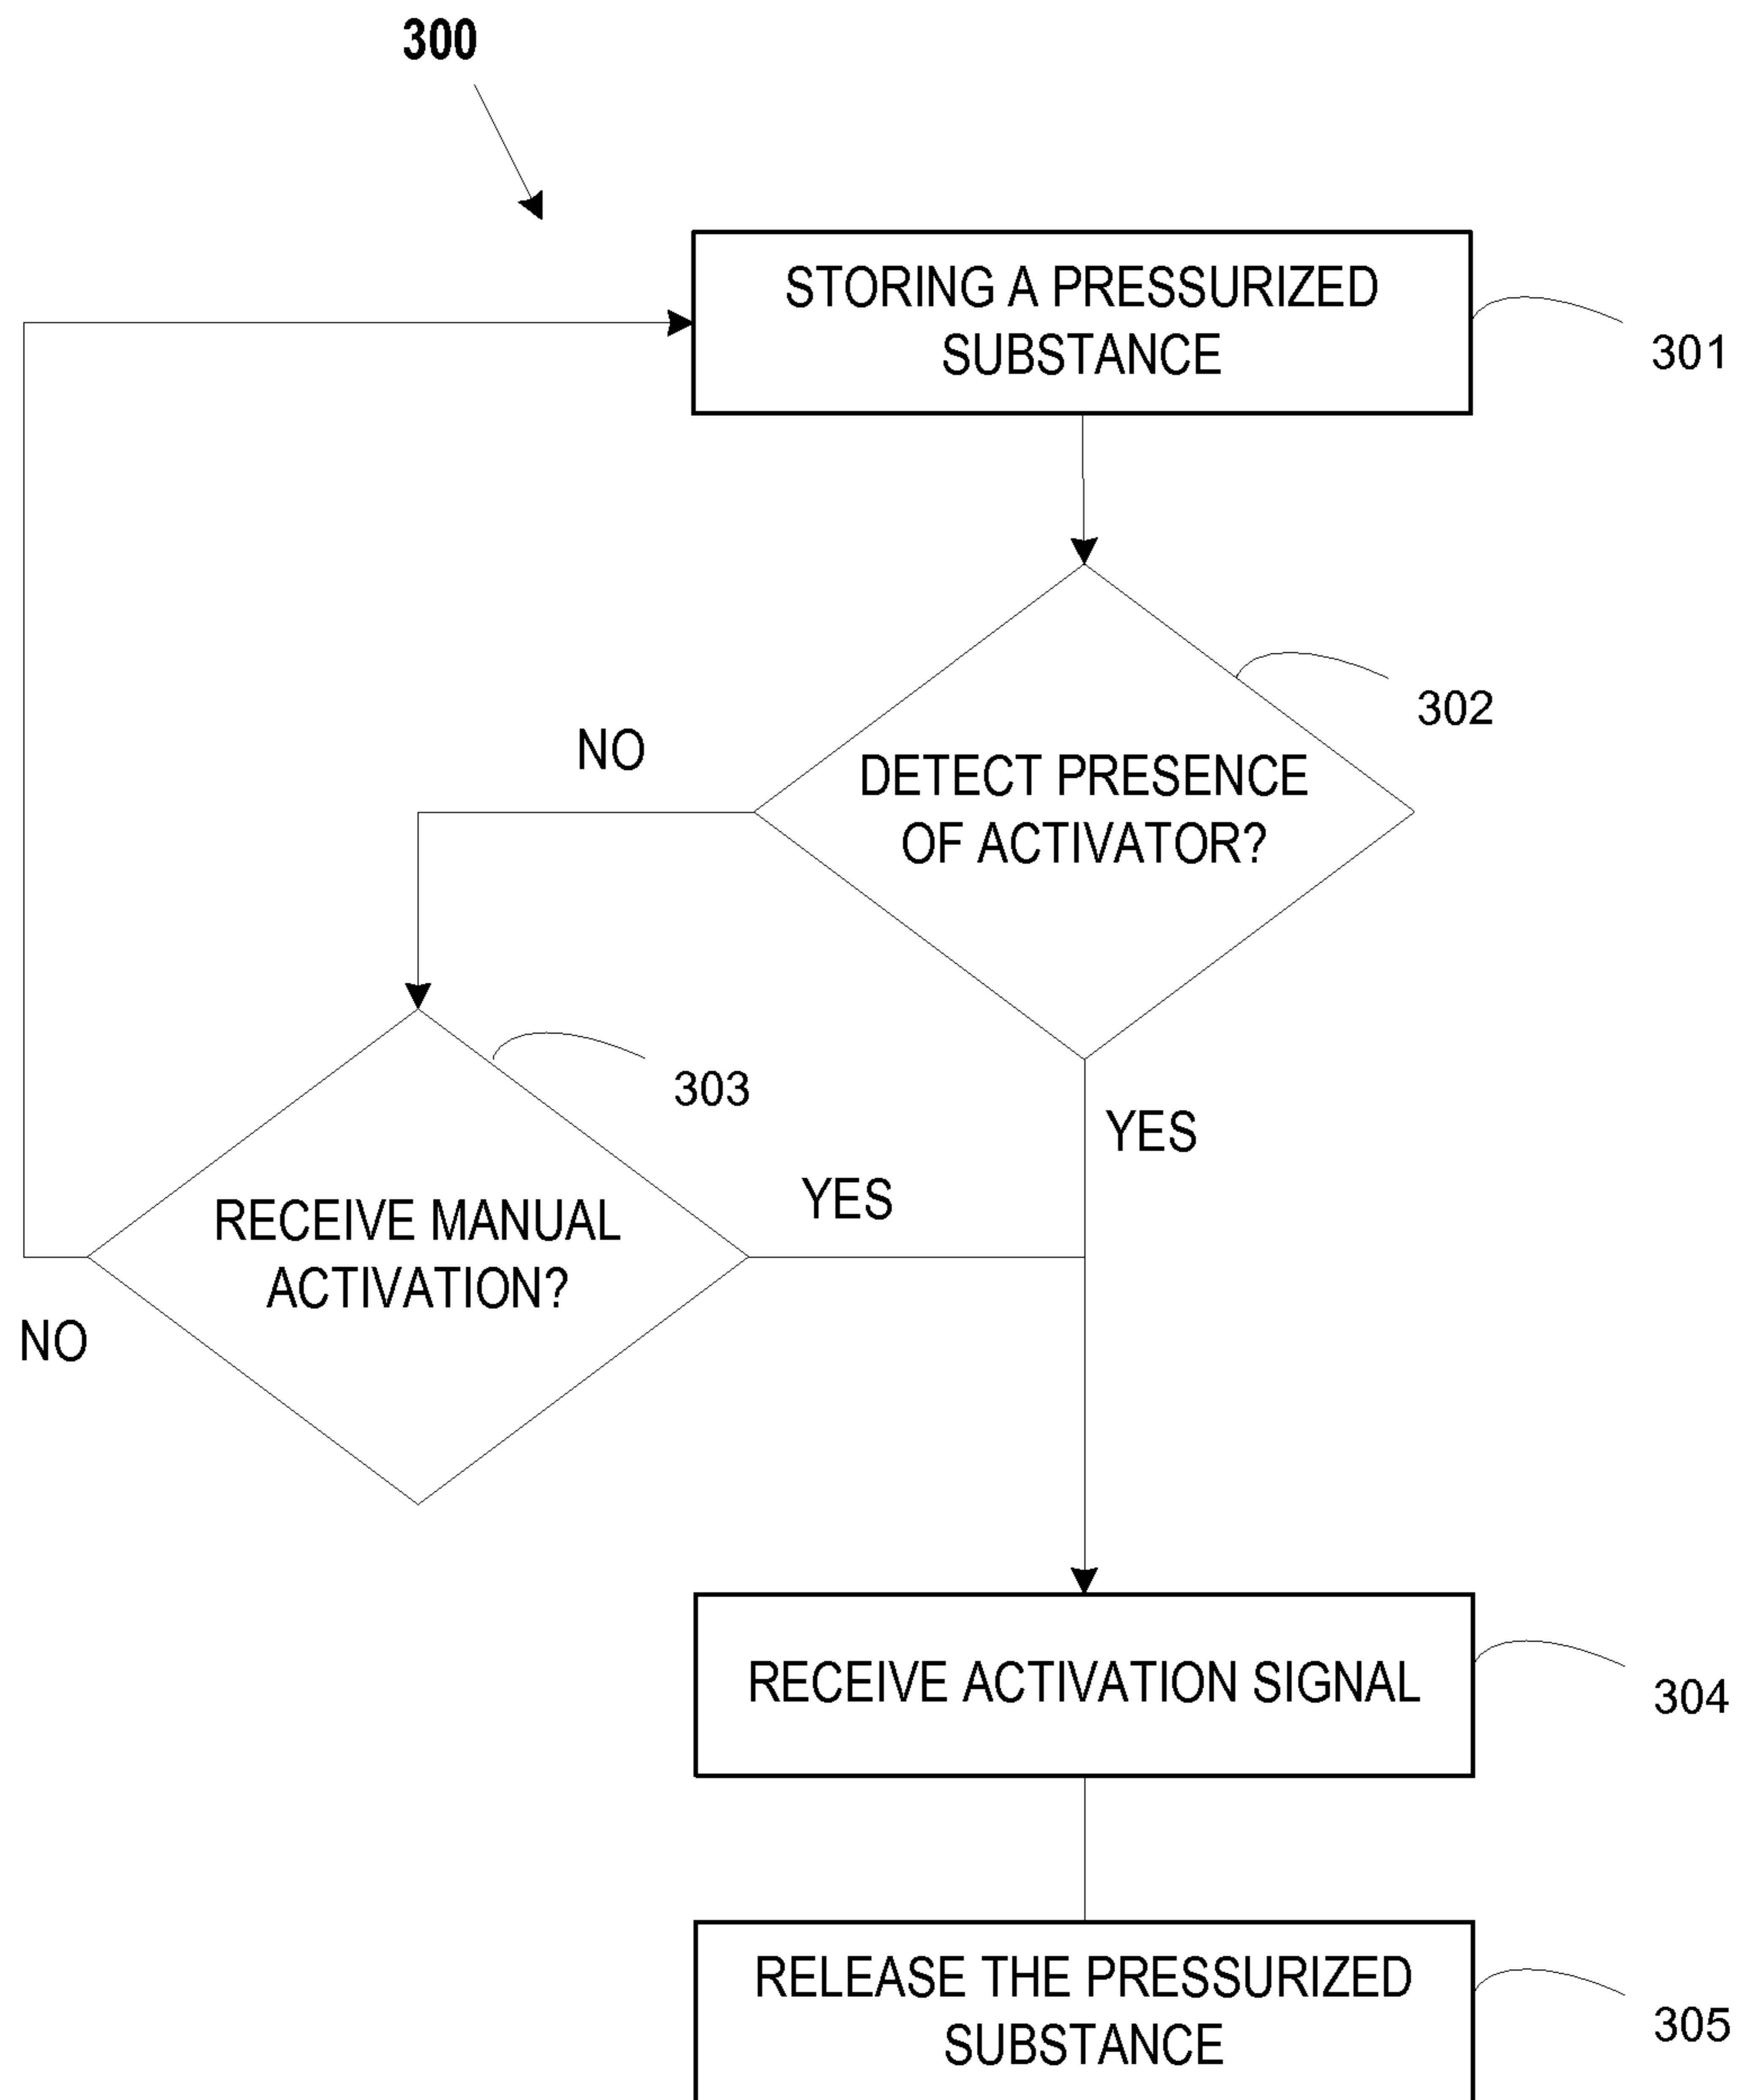 300
STORING A PRESSURIZED
SUBSTANCE
301
302
NO
DETECT PRESENCE
OF ACTIVATOR?
303
YES
YES
RECEIVE MANUAL
ACTIVATION?
NO
RECEIVE ACTIVATION SIGNAL
304
RELEASE THE PRESSURIZED
SUBSTANCE
305